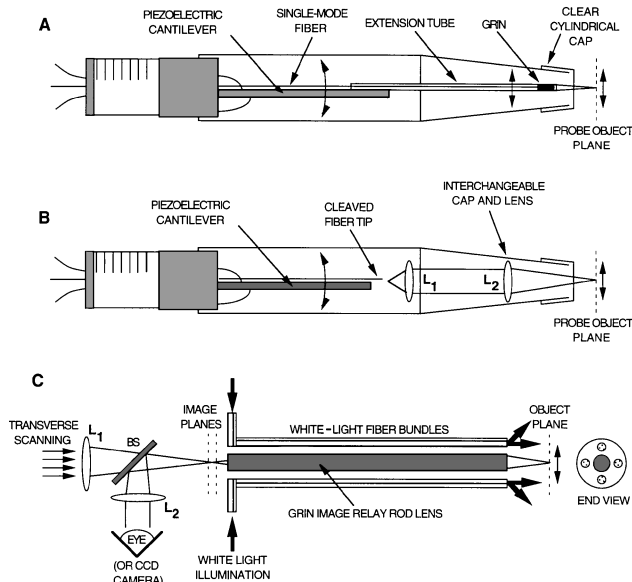 A
PIEZOELECTRIC
CANTILEVER
SINGLE-MODE
FIBER
EXTENSION TUBE
GRIN
CLEAR
CYLINDRICAL
CAP
PROBE OBJECT
PLANE
B
PIEZOELECTRIC
CANTILEVER
CLEAVED
FIBER TIP
INTERCHANGEABLE
CAP AND LENS
L1
L2
PROBE OBJECT
PLANE
C
TRANSVERSE
SCANNING
L1
BS
IMAGE
PLANES
WHITE-LIGHT FIBER BUNDLES
OBJECT
PLANE
L2
EYE
(OR CCD
CAMERA)
GRIN IMAGE RELAY ROD LENS
WHITE LIGHT
ILLUMINATION
END VIEW